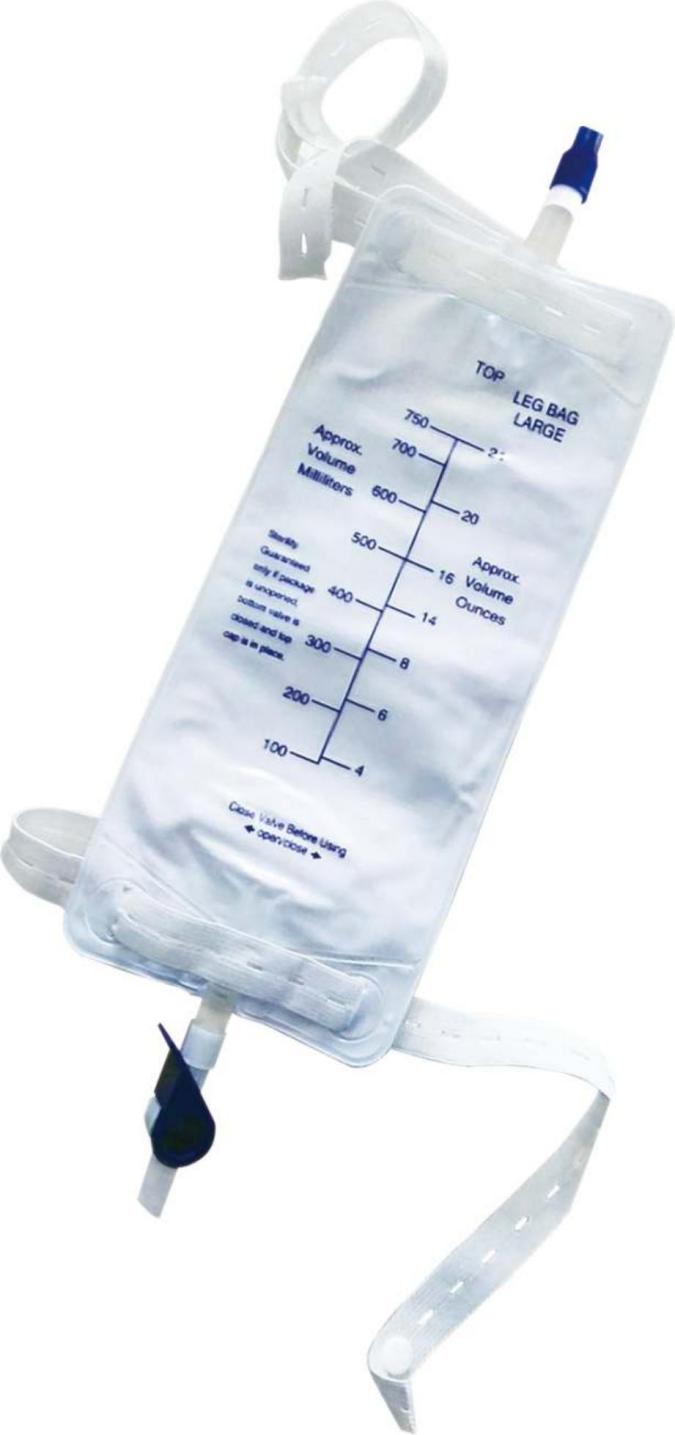 TOP
LEG BAG
LARGE
Approx.
Volume
Milliliters
750
700
600
500
400
300
200
100
20
16
14
8
6
4
Approx.
Volume
Ounces
Sterility
Guaranteed
only if package
is unopened,
bottom valve is
closed and top
cap is in place.
Close Valve Before Using
open/close